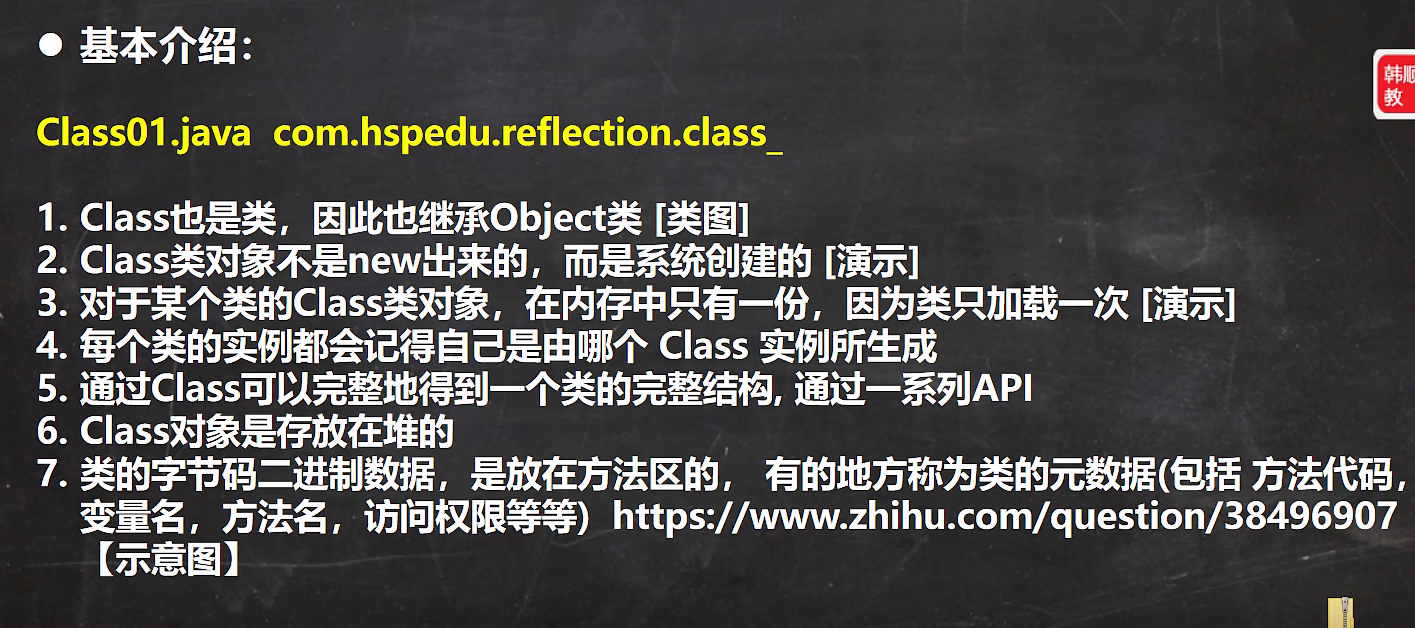 ● 基本介绍：
韩顺
教
Class01.java com.hspedu.reflection.class_
1. Class也是类，因此也继承Object类 [类图]
2. Class类对象不是new出来的，而是系统创建的 [演示]
3. 对于某个类的Class类对象，在内存中只有一份，因为类只加载一次 [演示]
4. 每个类的实例都会记得自己是由哪个 Class 实例所生成
5. 通过Class可以完整地得到一个类的完整结构, 通过一系列API
6. Class对象是存放在堆的
7. 类的字节码二进制数据，是放在方法区的， 有的地方称为类的元数据(包括 方法代码，
变量名，方法名，访问权限等等） https://www.zhihu.com/question/38496907
【示意图】